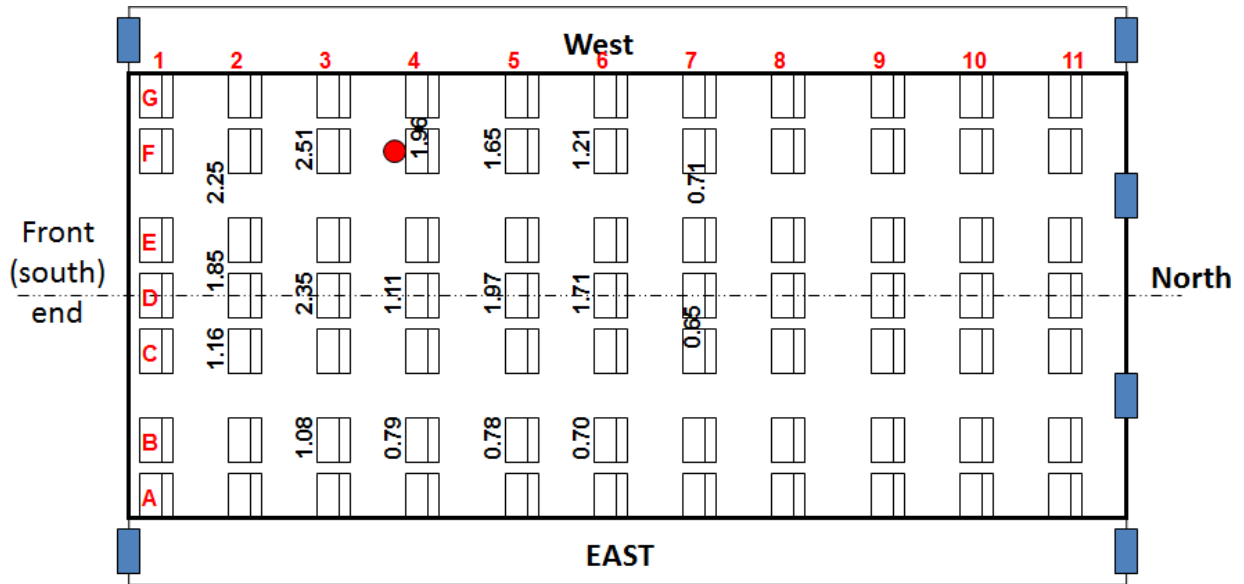 West
1 2 3 4 5 6 7 8 9 10 11
G
F
2.51
1.96
1.65
1.21
2.25
0.71
E
Front
(south)
end
1.85
D
2.35
1.11
1.97
1.71
North
0.65
C
1.16
B
1.08
0.79
0.78
0.70
A
EAST